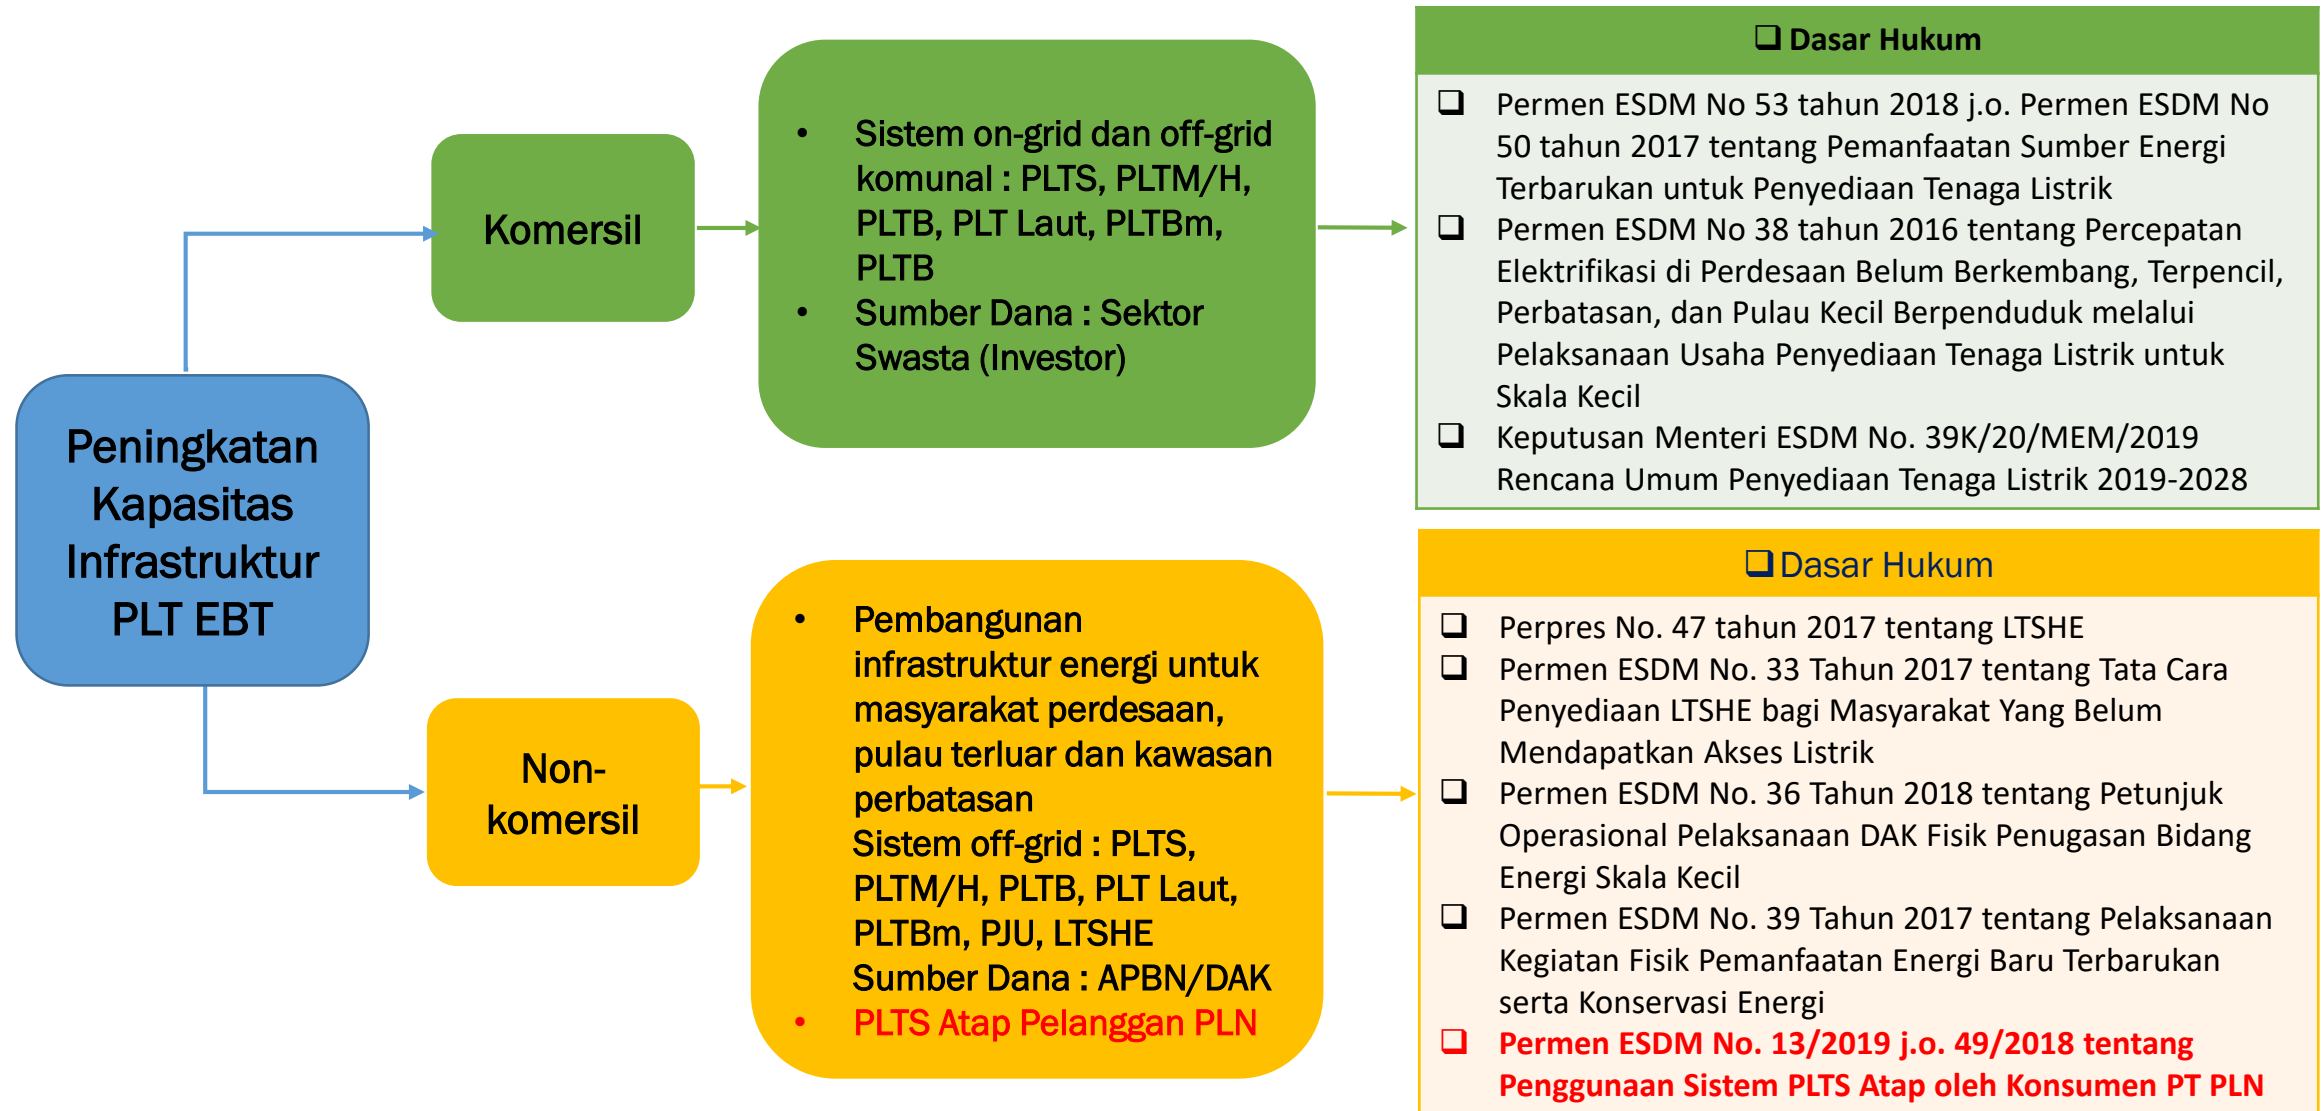 Peningkatan
Kapasitas
Infrastruktur
PLT EBT
Komersil
• Sistem on-grid dan off-grid
komunal : PLTS, PLTM/H,
PLTB, PLT Laut, PLTBm,
PLTB
• Sumber Dana : Sektor
Swasta (Investor)
❑ Dasar Hukum
❑ Permen ESDM No 53 tahun 2018 j.o. Permen ESDM No
50 tahun 2017 tentang Pemanfaatan Sumber Energi
Terbarukan untuk Penyediaan Tenaga Listrik
❑ Permen ESDM No 38 tahun 2016 tentang Percepatan
Elektrifikasi di Perdesaan Belum Berkembang, Terpencil,
Perbatasan, dan Pulau Kecil Berpenduduk melalui
Pelaksanaan Usaha Penyediaan Tenaga Listrik untuk
Skala Kecil
❑ Keputusan Menteri ESDM No. 39K/20/MEM/2019
Rencana Umum Penyediaan Tenaga Listrik 2019-2028
Non-
komersil
• Pembangunan
infrastruktur energi untuk
masyarakat perdesaan,
pulau terluar dan kawasan
perbatasan
Sistem off-grid : PLTS,
PLTM/H, PLTB, PLT Laut,
PLTBm, PJU, LTSHE
Sumber Dana : APBN/DAK
• PLTS Atap Pelanggan PLN
❑ Dasar Hukum
❑ Perpres No. 47 tahun 2017 tentang LTSHE
❑ Permen ESDM No. 33 Tahun 2017 tentang Tata Cara
Penyediaan LTSHE bagi Masyarakat Yang Belum
Mendapatkan Akses Listrik
❑ Permen ESDM No. 36 Tahun 2018 tentang Petunjuk
Operasional Pelaksanaan DAK Fisik Penugasan Bidang
Energi Skala Kecil
❑ Permen ESDM No. 39 Tahun 2017 tentang Pelaksanaan
Kegiatan Fisik Pemanfaatan Energi Baru Terbarukan
serta Konservasi Energi
❑ Permen ESDM No. 13/2019 j.o. 49/2018 tentang
Penggunaan Sistem PLTS Atap oleh Konsumen PT PLN